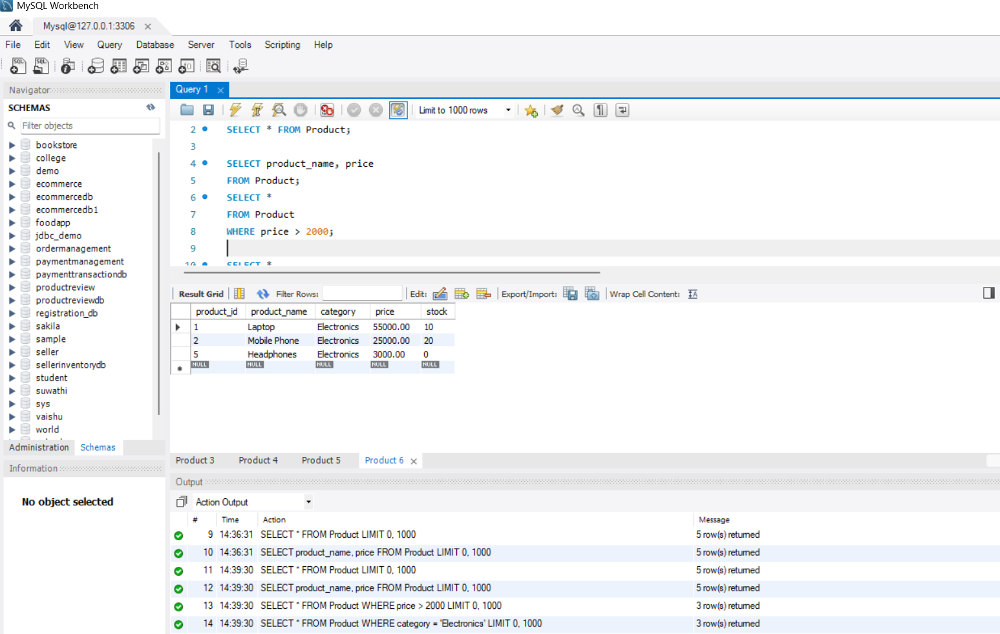 MySQL Workbench
Mysql@127.0.0.1:3306
File Edit View Query Database Server Tools Scripting Help
Navigator
SCHEMAS
Filter objects
bookstore
college
demo
ecommerce
ecommercedb
ecommercedb1
foodapp
jdbc_demo
ordermanagement
paymentmanagement
paymenttransactiondb
productreview
productreviewdb
registration_db
sakila
sample
seller
sellerinventorydb
student
suwathi
sys
vaishu
world
Administration Schemas
Information
No object selected
Query 1
Limit to 1000 rows
2 SELECT * FROM Product;
3
4 SELECT product_name, price
5 FROM Product;
6 SELECT *
7 FROM Product
8 WHERE price > 2000;
9
10 SELECT *
Result Grid Filter Rows: Edit: Export/Import: Wrap Cell Content:
product_id product_name category price stock
1 Laptop Electronics 55000.00 10
2 Mobile Phone Electronics 25000.00 20
5 Headphones Electronics 3000.00 0
NULL NULL NULL NULL NULL
Product 3 Product 4 Product 5 Product 6
Output
Action Output
# Time Action Message
9 14:36:31 SELECT * FROM Product LIMIT 0, 1000 5 row(s) returned
10 14:36:31 SELECT product_name, price FROM Product LIMIT 0, 1000 5 row(s) returned
11 14:39:30 SELECT * FROM Product LIMIT 0, 1000 5 row(s) returned
12 14:39:30 SELECT product_name, price FROM Product LIMIT 0, 1000 5 row(s) returned
13 14:39:30 SELECT * FROM Product WHERE price > 2000 LIMIT 0, 1000 3 row(s) returned
14 14:39:30 SELECT * FROM Product WHERE category = 'Electronics' LIMIT 0, 1000 3 row(s) returned